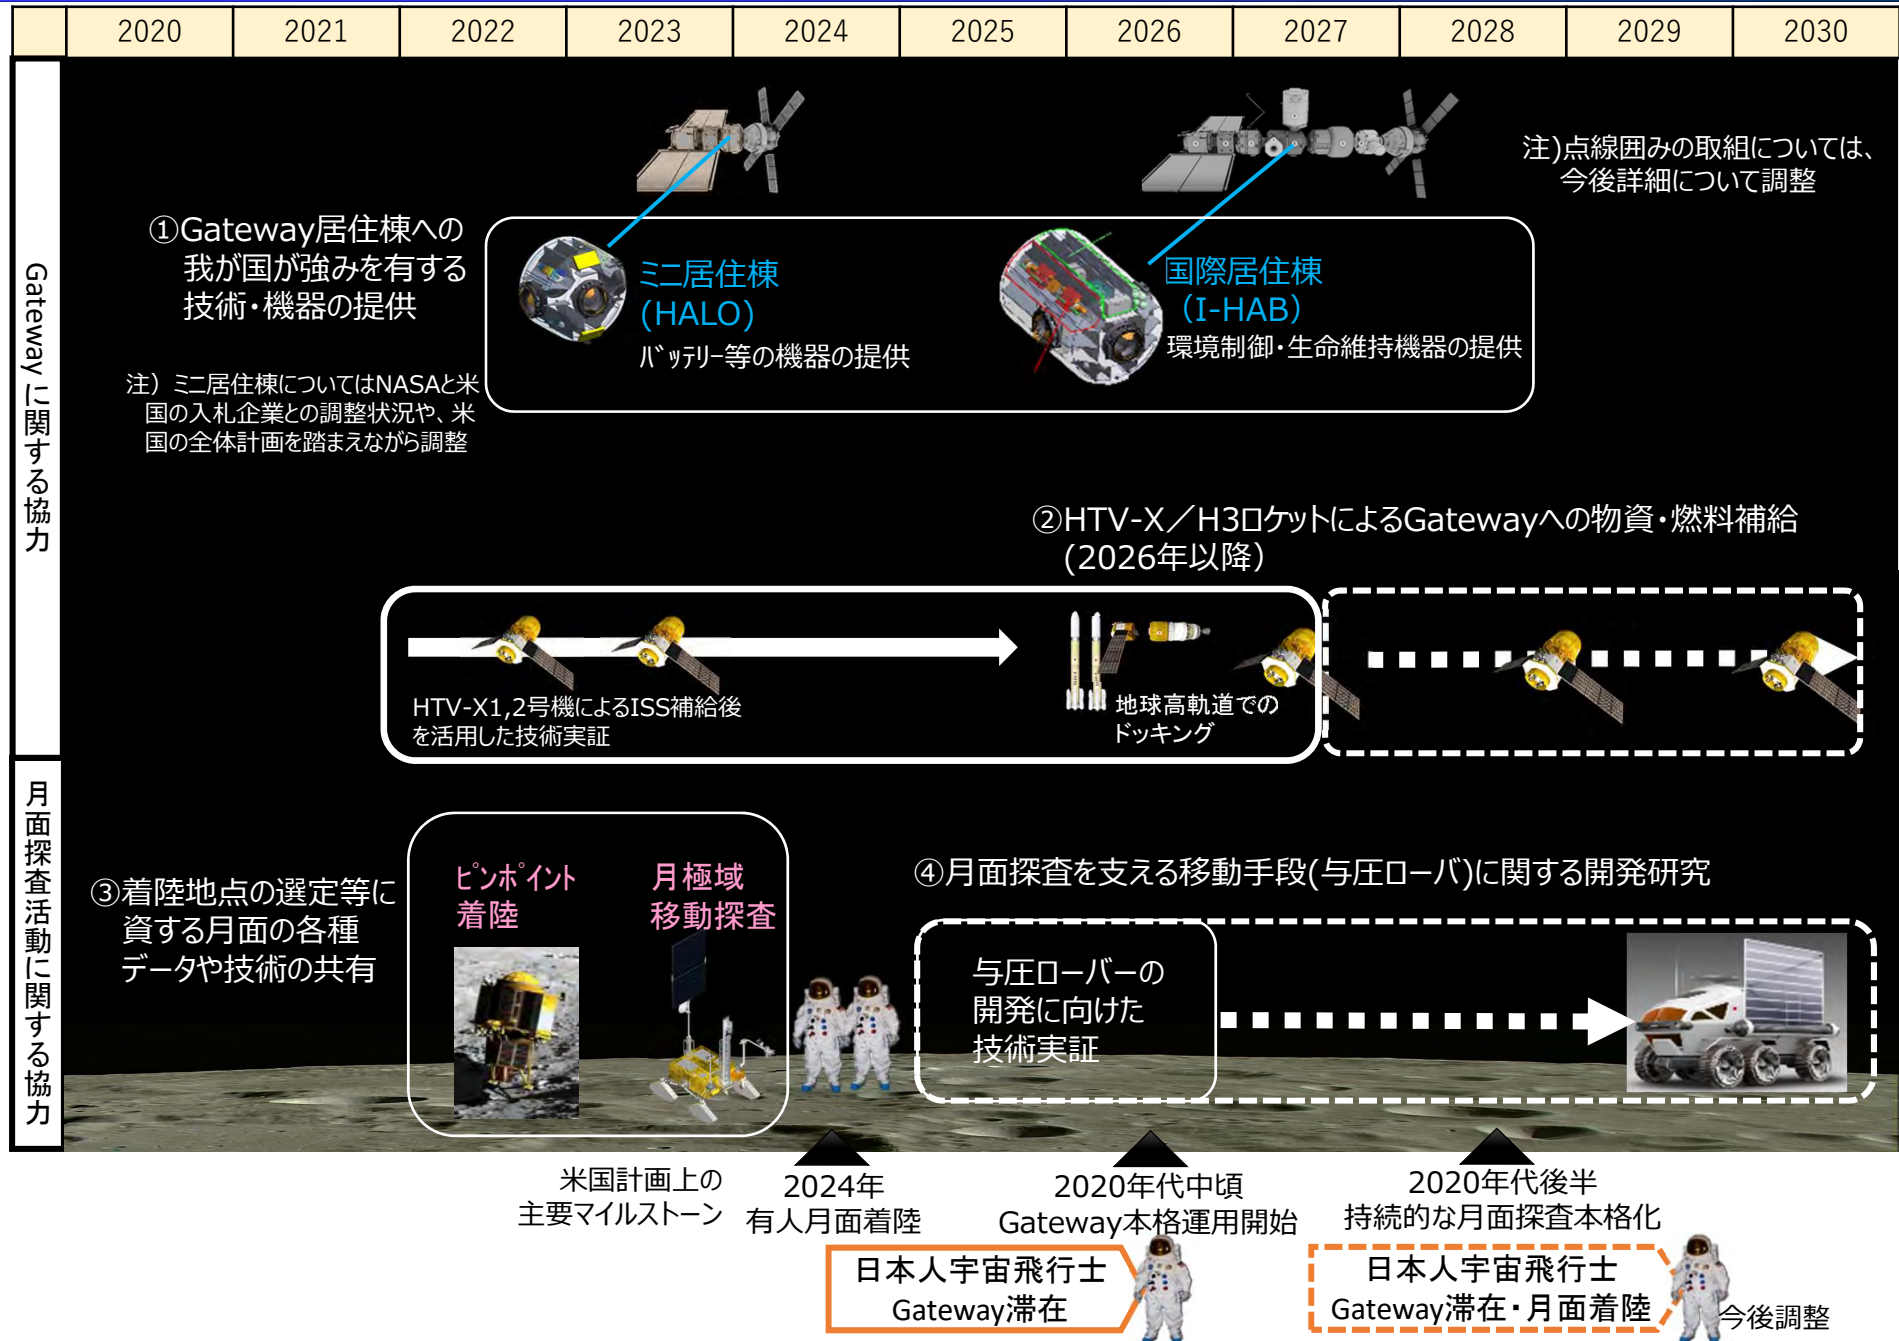 2020 2021 2022 2023 2024 2025 2026 2027 2028 2029 2030
Gatewayに関する協力
注)点線囲みの取組については、
今後詳細について調整
①Gateway居住棟への
我が国が強みを有する
技術・機器の提供
ミニ居住棟
(HALO)
ﾊﾞｯﾃﾘｰ等の機器の提供
国際居住棟
（I-HAB）
環境制御・生命維持機器の提供
注） ミニ居住棟についてはNASAと米
国の入札企業との調整状況や、米
国の全体計画を踏まえながら調整
②HTV-X／H3ロケットによるGatewayへの物資・燃料補給
(2026年以降）
HTV-X1,2号機によるISS補給後
を活用した技術実証
地球高軌道での
ドッキング
月面探査活動に関する協力
③着陸地点の選定等に
資する月面の各種
データや技術の共有
ﾋﾟﾝﾎﾟｲﾝﾄ
着陸
月極域
移動探査
④月面探査を支える移動手段(与圧ローバ)に関する開発研究
与圧ローバーの
開発に向けた
技術実証
米国計画上の
主要マイルストーン
2024年
有人月面着陸
2020年代中頃
Gateway本格運用開始
2020年代後半
持続的な月面探査本格化
日本人宇宙飛行士
Gateway滞在
日本人宇宙飛行士
Gateway滞在・月面着陸
今後調整